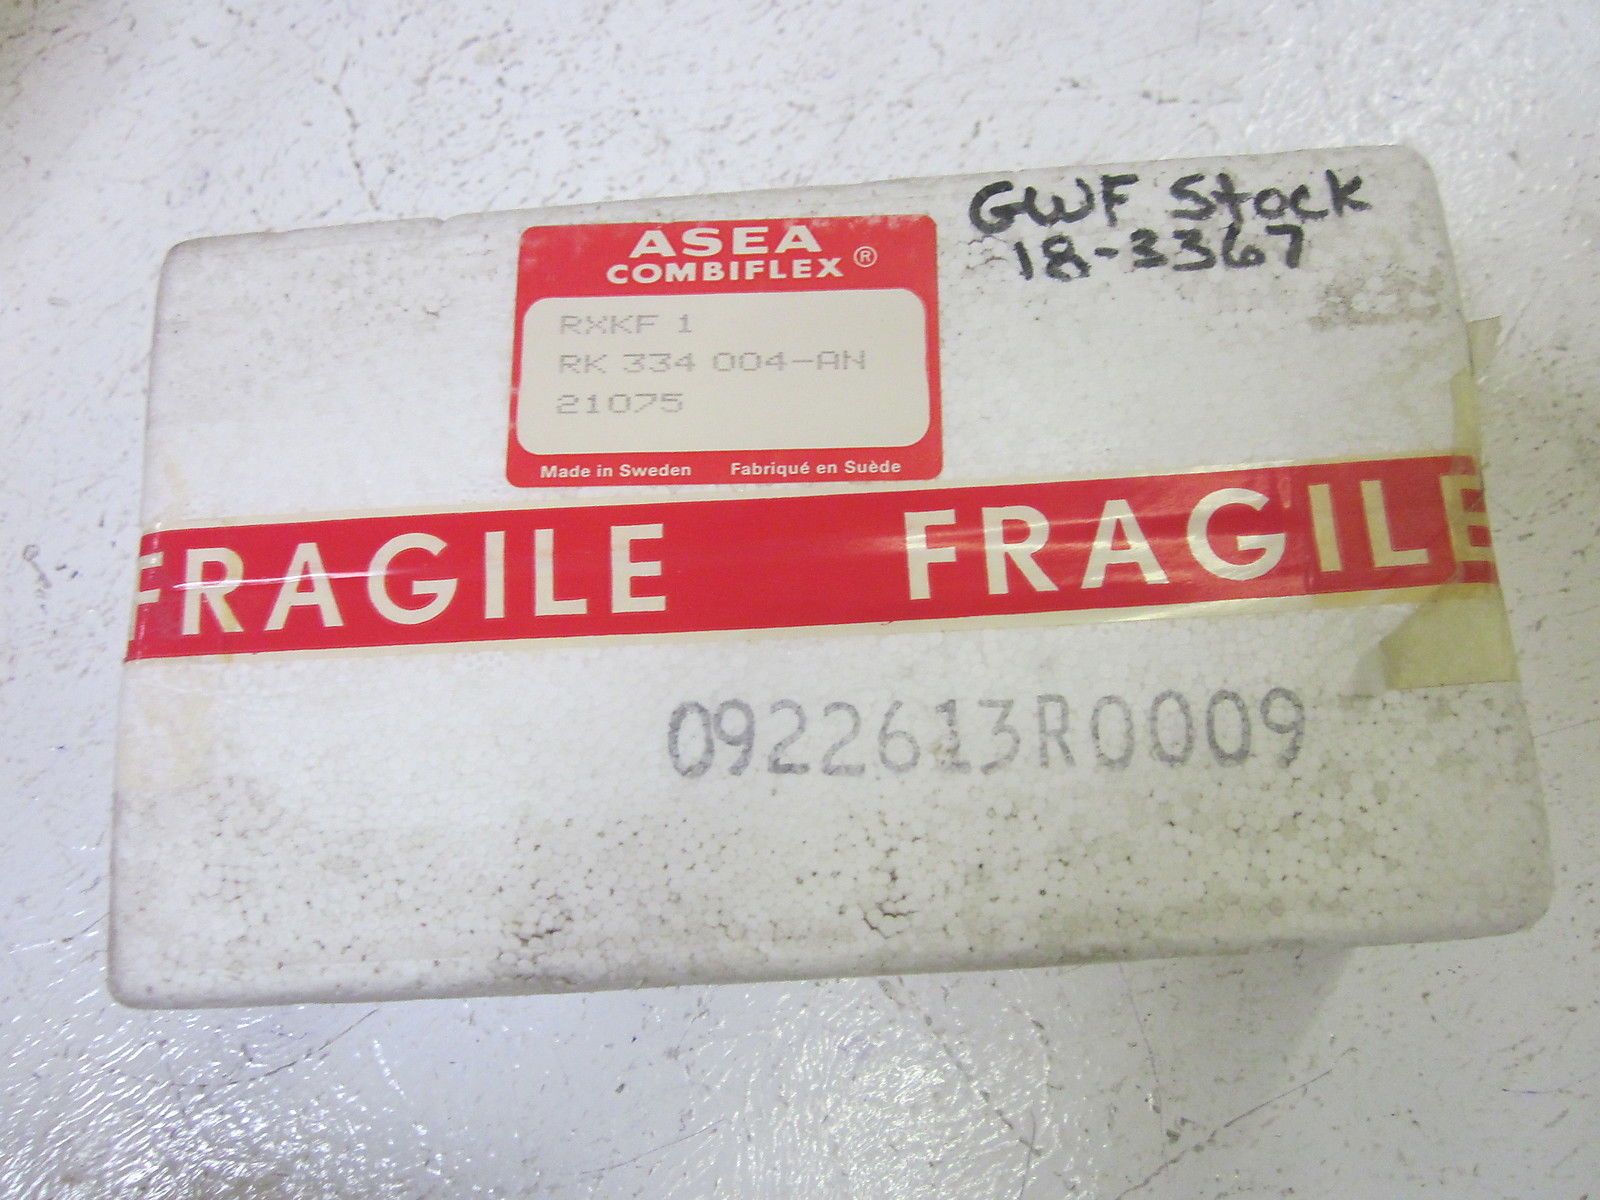 GWF Stock
18-3367
ASEA
COMBIFLEX ®
RXKF 1
RK 334 004-AN
21075
Made in Sweden Fabriqué en Suède
FRAGILE FRAGILE
0922613R0009